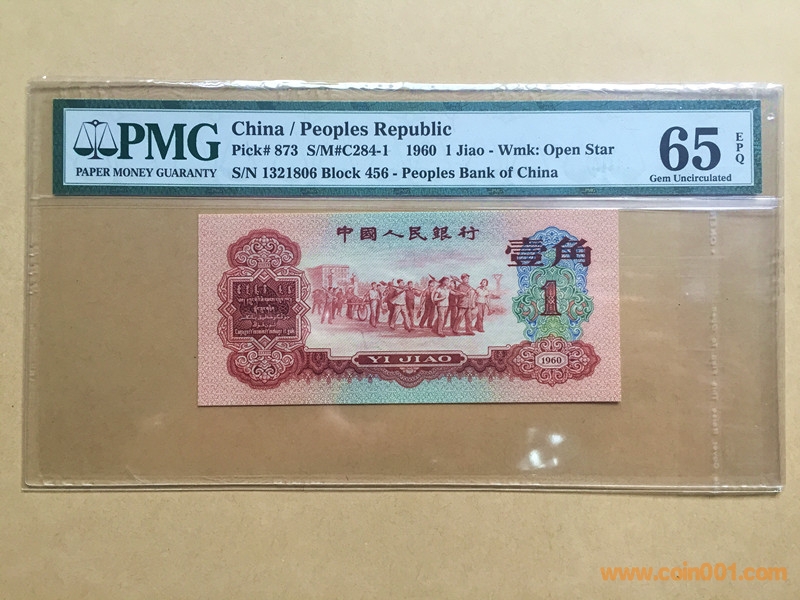 PMG
PAPER MONEY GUARANTY
China / Peoples Republic
Pick# 873 S/M#C284-1 1960 1 Jiao - Wmk: Open Star
S/N 1321806 Block 456 - Peoples Bank of China
65
EPQ
Gem Uncirculated
中國人民銀行
壹角
1
YI JIAO
1960
www.coin001.com